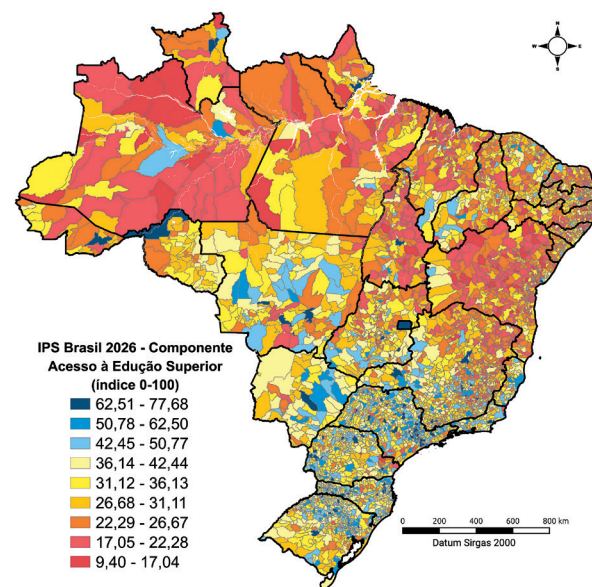 N
W E
S
IPS Brasil 2026 - Componente
Acesso à Edução Superior
(índice 0-100)
62,51 - 77,68
50,78 - 62,50
42,45 - 50,77
36,14 - 42,44
31,12 - 36,13
26,68 - 31,11
22,29 - 26,67
17,05 - 22,28
9,40 - 17,04
0 200 400 600 800 km
Datum Sirgas 2000